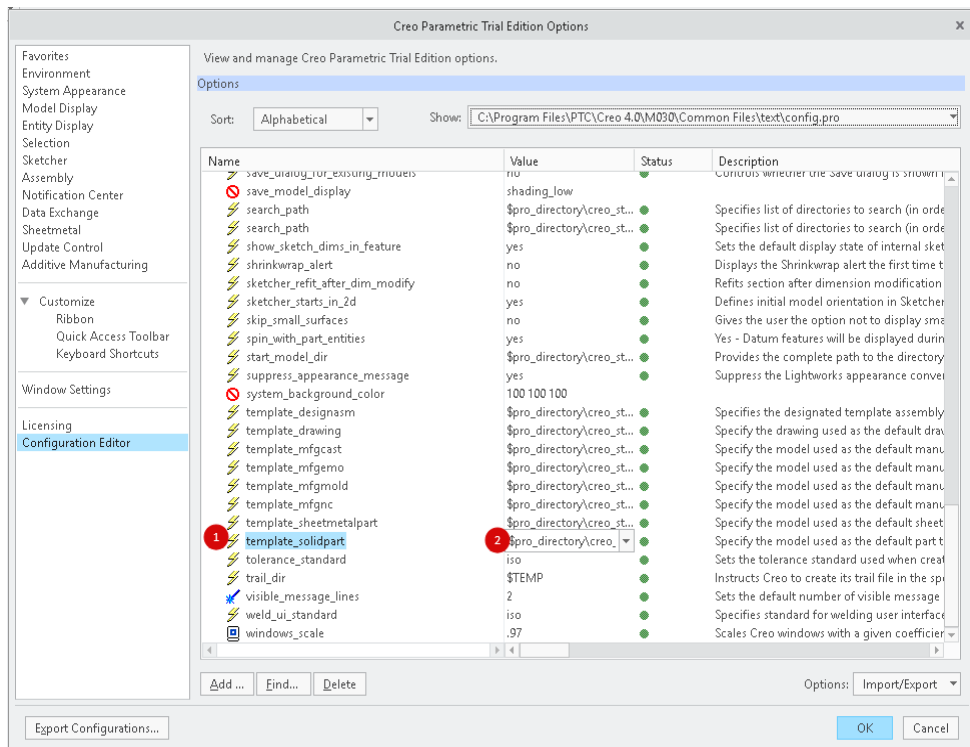 Creo Parametric Trial Edition Options
Favorites
Environment
System Appearance
Model Display
Entity Display
Selection
Sketcher
Assembly
Notification Center
Data Exchange
Sheetmetal
Update Control
Additive Manufacturing
Customize
Ribbon
Quick Access Toolbar
Keyboard Shortcuts
Window Settings
Licensing
Configuration Editor
View and manage Creo Parametric Trial Edition options.
Options
Sort: Alphabetical Show: C:\Program Files\PTC\Creo 4.0\M030\Common Files\text\config.pro
Name Value Status Description
save_dialog_for_existing_models no Controls whether the Save dialog is shown
save_model_display shading_low
search_path $pro_directory\creo_st... Specifies list of directories to search (in orde
search_path $pro_directory\creo_st... Specifies list of directories to search (in orde
show_sketch_dims_in_feature yes Sets the default display state of internal sket
shrinkwrap_alert no Displays the Shrinkwrap alert the first time t
sketcher_refit_after_dim_modify no Refits section after dimension modification
sketcher_starts_in_2d yes Defines initial model orientation in Sketcher
skip_small_surfaces no Gives the user the option not to display sma
spin_with_part_entities yes Yes - Datum features will be displayed durin
start_model_dir $pro_directory\creo_st... Provides the complete path to the directory
suppress_appearance_message yes Suppress the Lightworks appearance conver
system_background_color 100 100 100
template_designasm $pro_directory\creo_st... Specifies the designated template assembly
template_drawing $pro_directory\creo_st... Specify the drawing used as the default drav
template_mfgcast $pro_directory\creo_st... Specify the model used as the default manu
template_mfgemo $pro_directory\creo_st... Specify the model used as the default manu
template_mfgmold $pro_directory\creo_st... Specify the model used as the default manu
template_mfgnc $pro_directory\creo_st... Specify the model used as the default manu
template_sheetmetalpart $pro_directory\creo_st... Specify the model used as the default sheet
1 template_solidpart 2 $pro_directory\creo_ Specify the model used as the default part t
tolerance_standard iso Sets the tolerance standard used when creat
trail_dir $TEMP Instructs Creo to create its trail file in the spe
visible_message_lines 2 Sets the default number of visible message
weld_ui_standard iso Specifies standard for welding user interface
windows_scale .97 Scales Creo windows with a given coefficier
Add ... Find... Delete Options: Import/Export
Export Configurations... OK Cancel